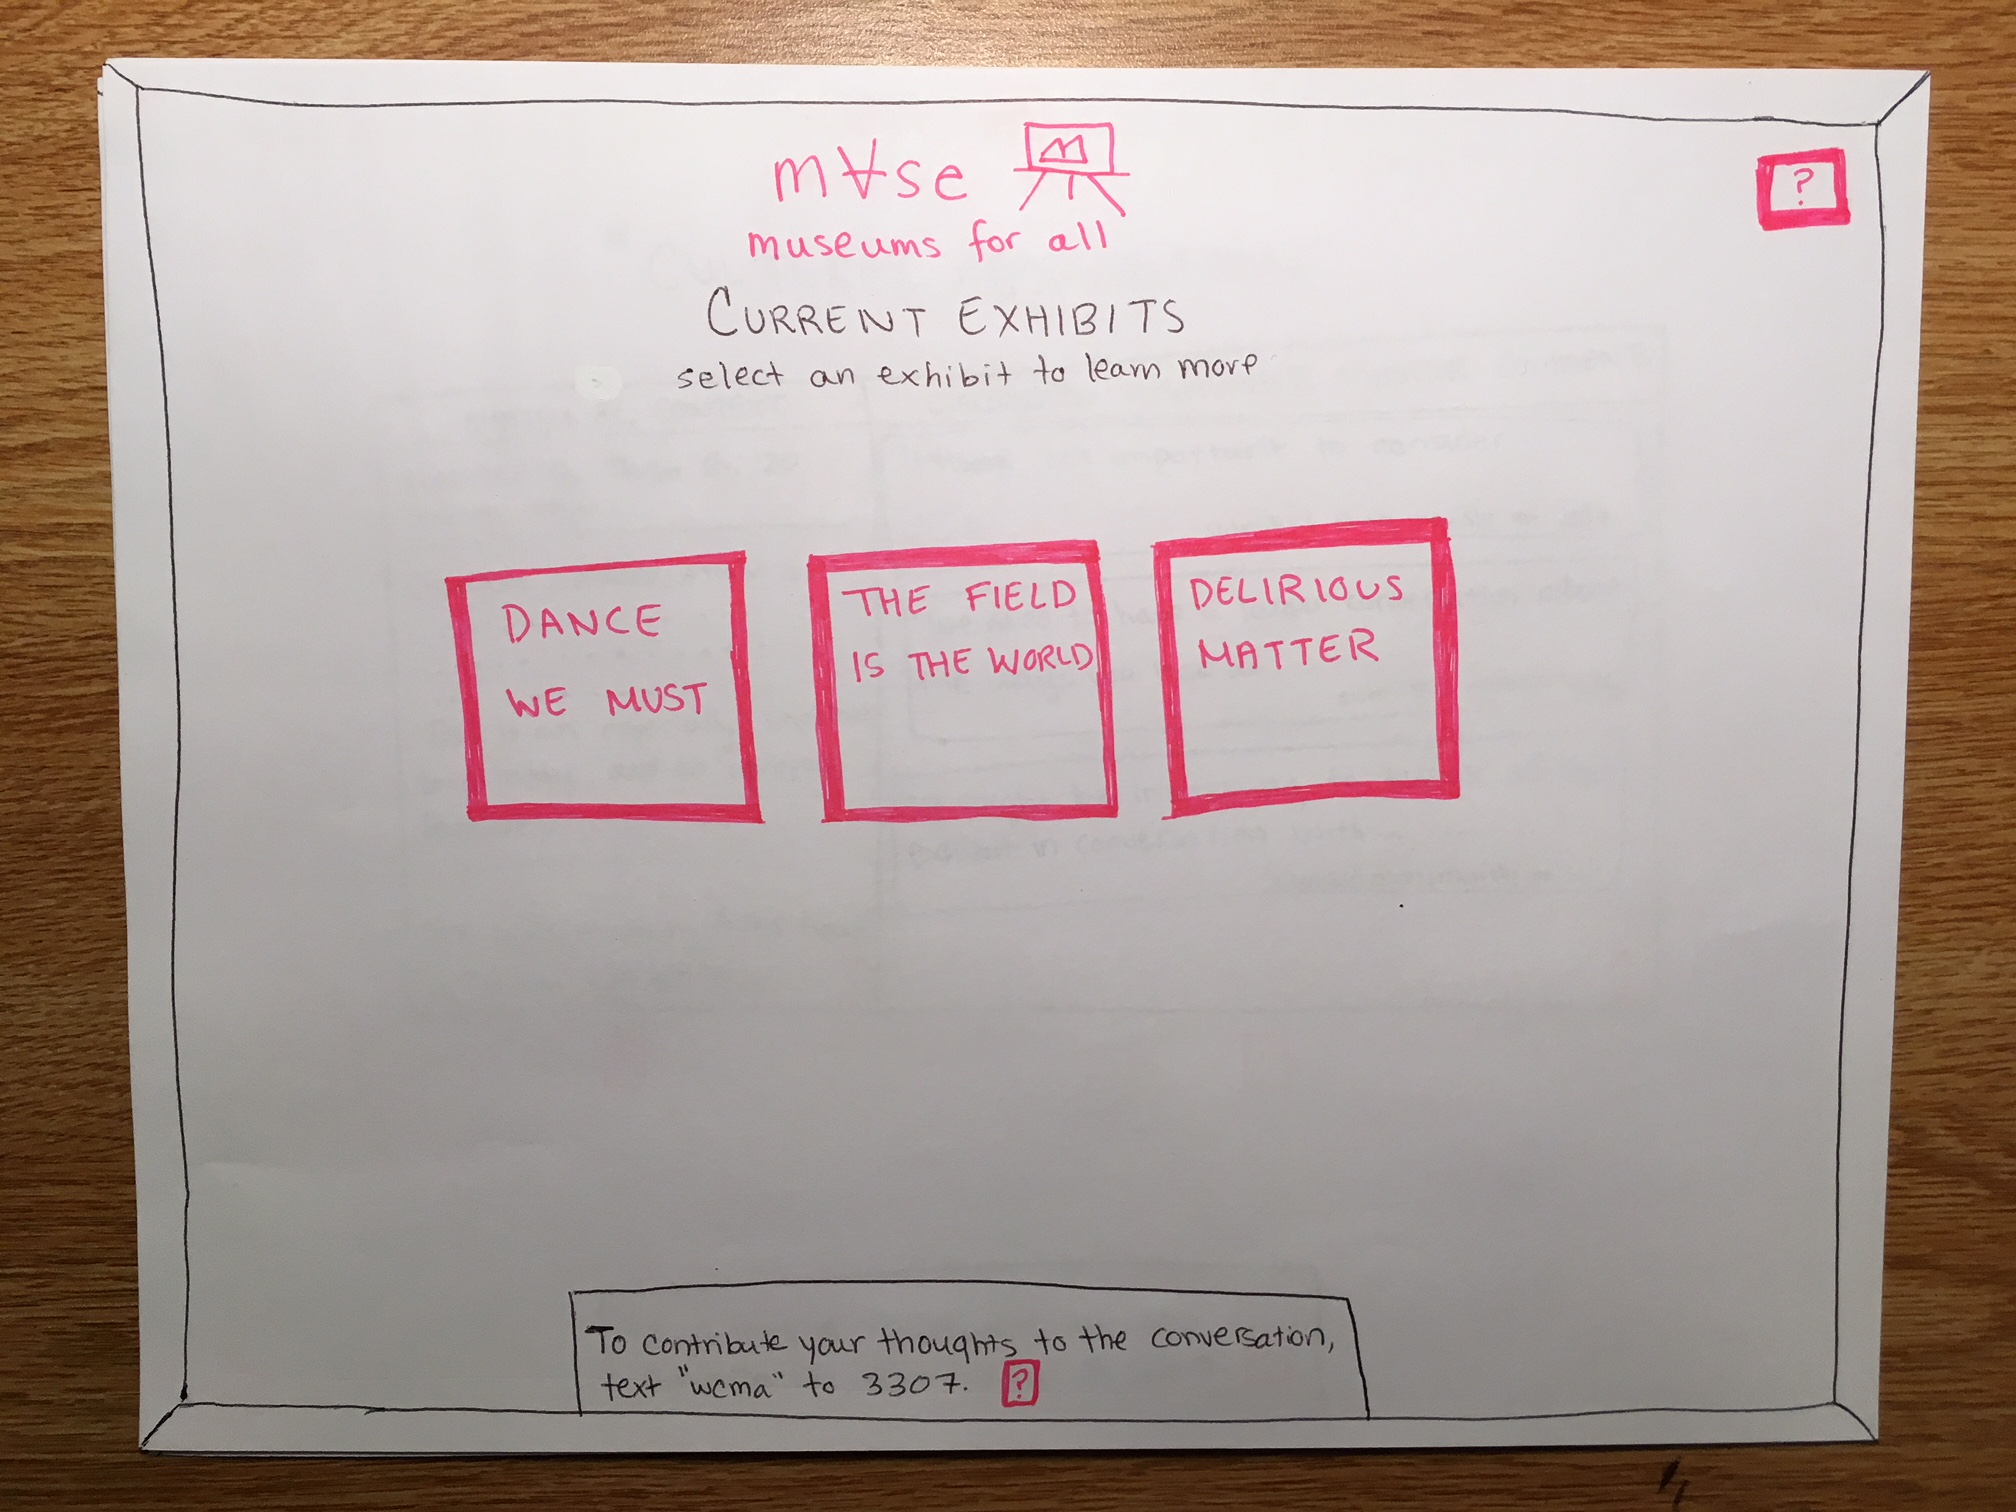 m∀se
museums for all
?
CURRENT EXHIBITS
select an exhibit to learn more
DANCE
WE MUST
THE FIELD
IS THE WORLD
DELIRIOUS
MATTER
To contribute your thoughts to the conversation,
text "wcma" to 3307. ?